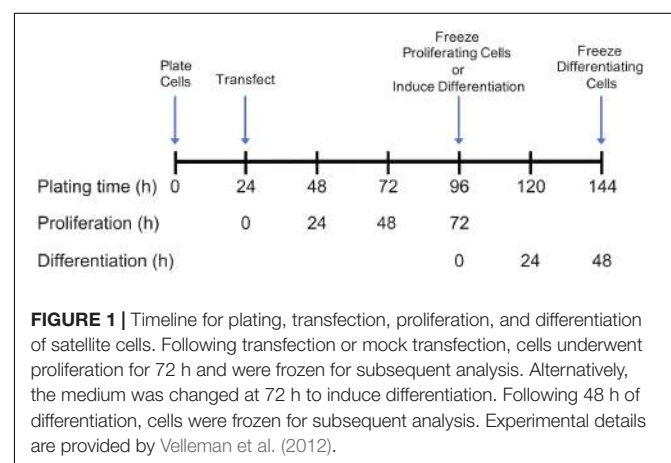 Plate
Cells
Transfect
Freeze
Proliferating Cells
or
Induce Differentiation
Freeze
Differentiating
Cells
Plating time (h) 0 24 48 72 96 120 144
Proliferation (h) 0 24 48 72
Differentiation (h) 0 24 48
FIGURE 1 | Timeline for plating, transfection, proliferation, and differentiation
of satellite cells. Following transfection or mock transfection, cells underwent
proliferation for 72 h and were frozen for subsequent analysis. Alternatively,
the medium was changed at 72 h to induce differentiation. Following 48 h of
differentiation, cells were frozen for subsequent analysis. Experimental details
are provided by Velleman et al. (2012).